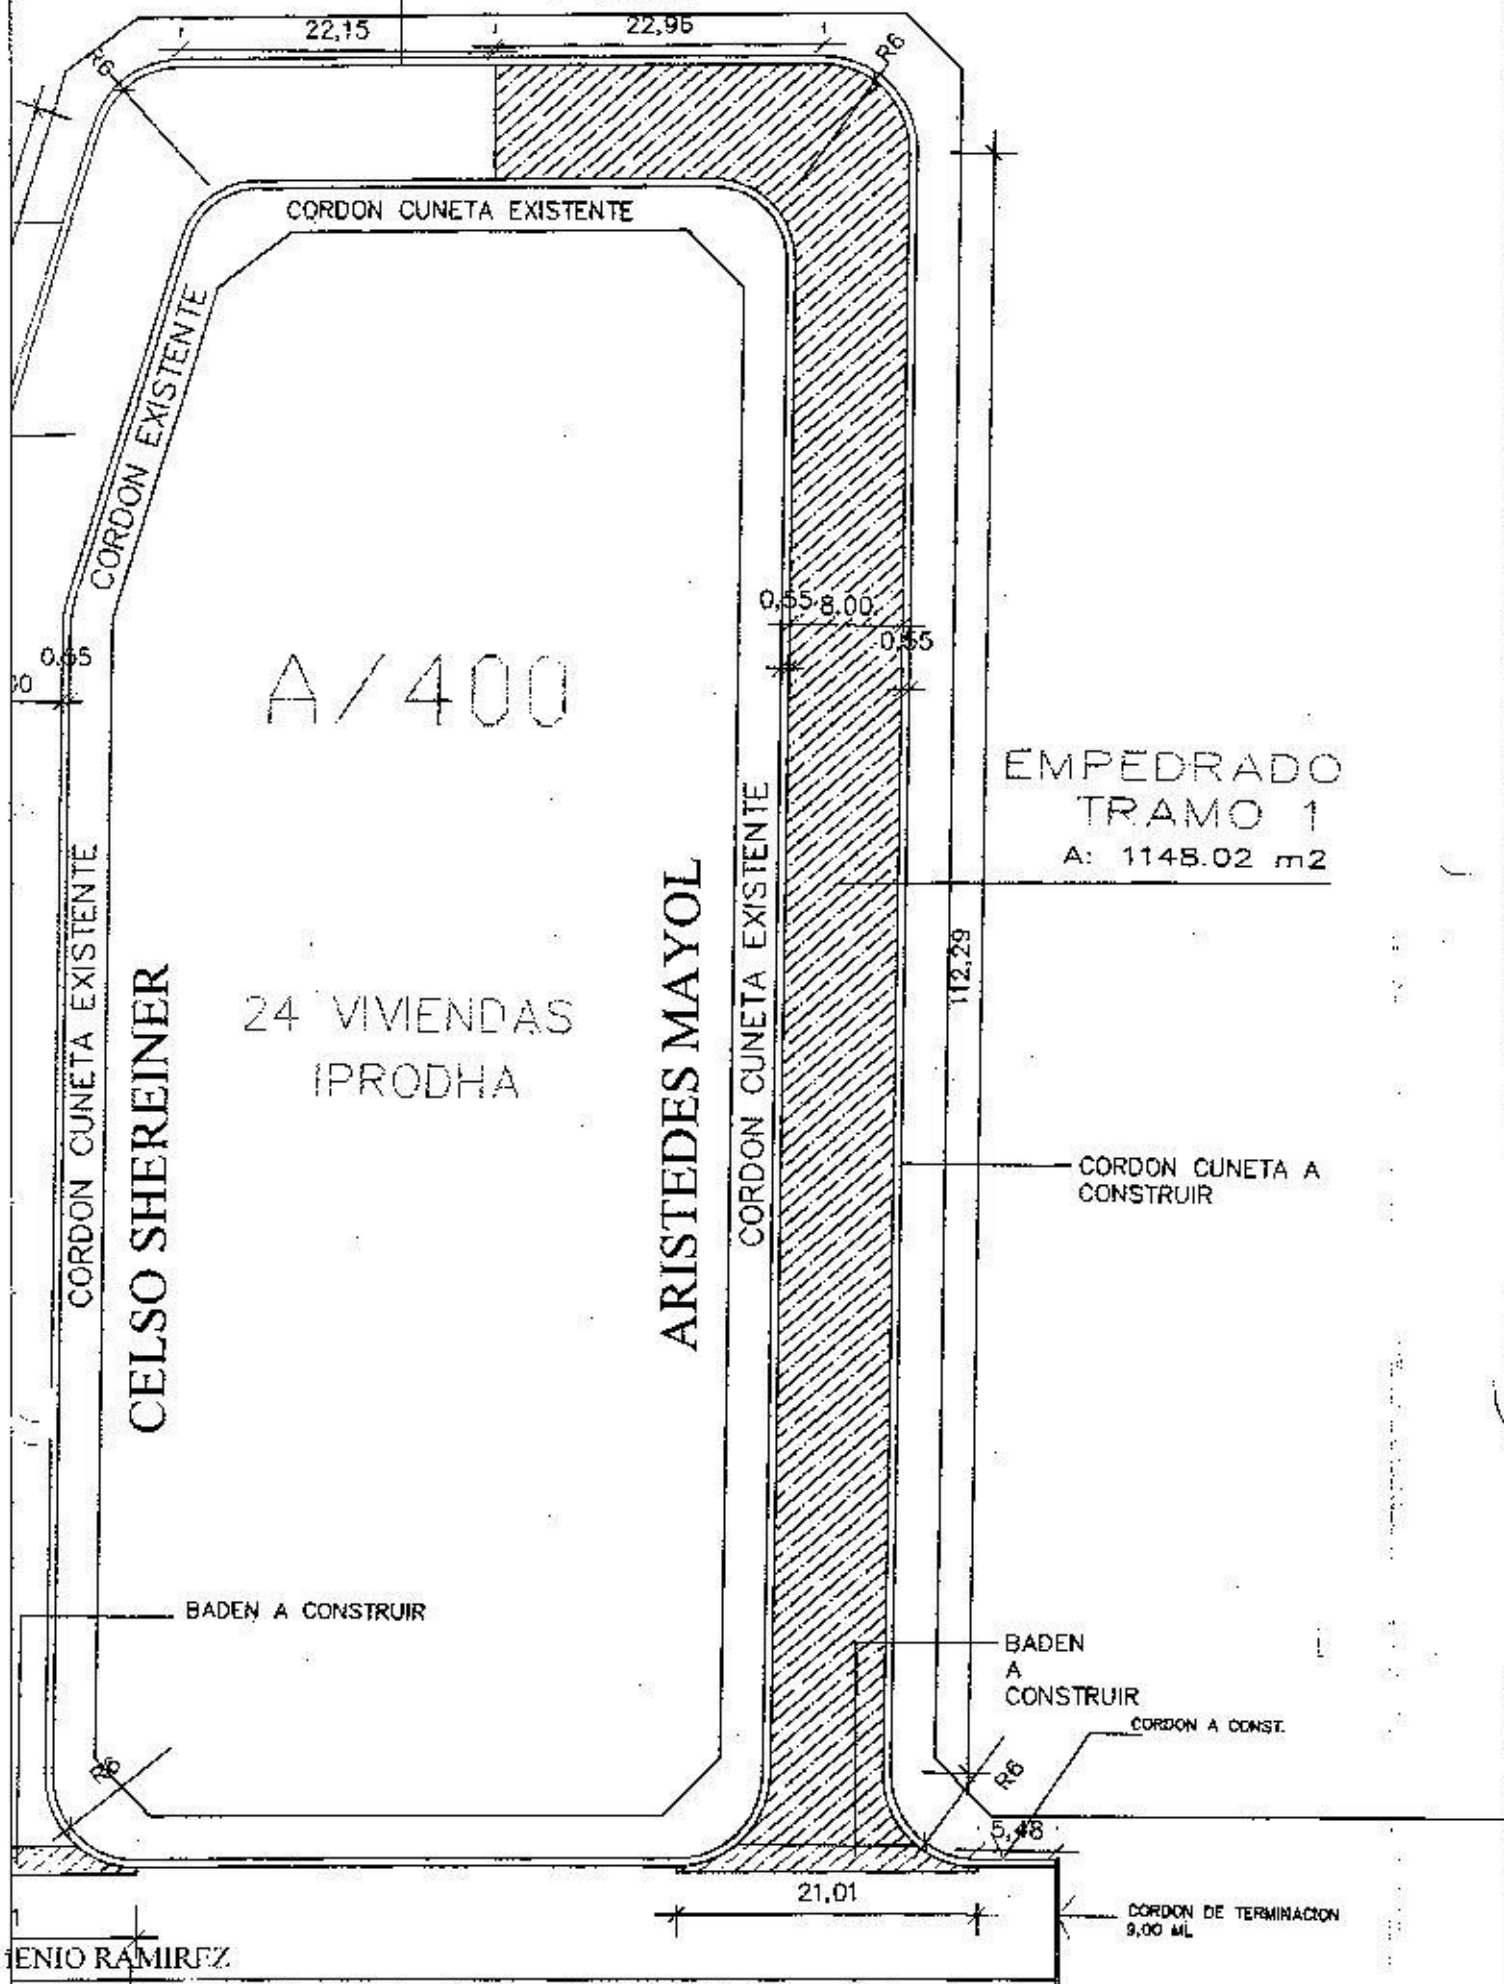 22,15
22,96
R6
R6
CORDON CUNETA EXISTENTE
CORDON EXISTENTE
0,55
8.00
0,55
0,55
A/400
EMPEDRADO
TRAMO 1
A: 1148.02 m2
CORDON CUNETA EXISTENTE
CELSO SHEREINER
24 VIVIENDAS
IPRODHA
ARISTEDES MAYOL
CORDON CUNETA EXISTENTE
112,29
CORDON CUNETA A
CONSTRUIR
BADEN A CONSTRUIR
BADEN
A
CONSTRUIR
CORDON A CONST.
R6
R6
5,48
21,01
CORDON DE TERMINACION
9,00 ML
ENIO RAMIREZ